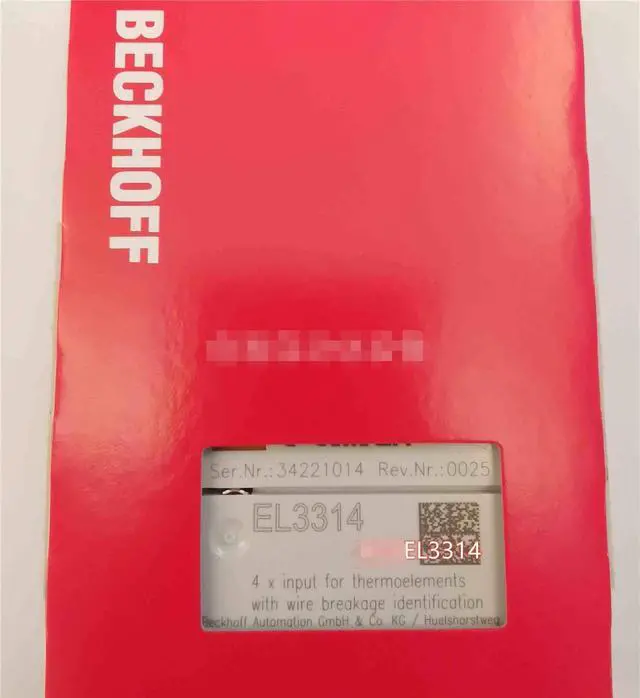 BECKHOFF
Ser.Nr.:34221014 Rev.Nr.:0025
EL3314
EL3314
4 x input for thermoelements
with wire breakage identification
Beckhoff Automation GmbH & Co. KG / Huelshorstweg